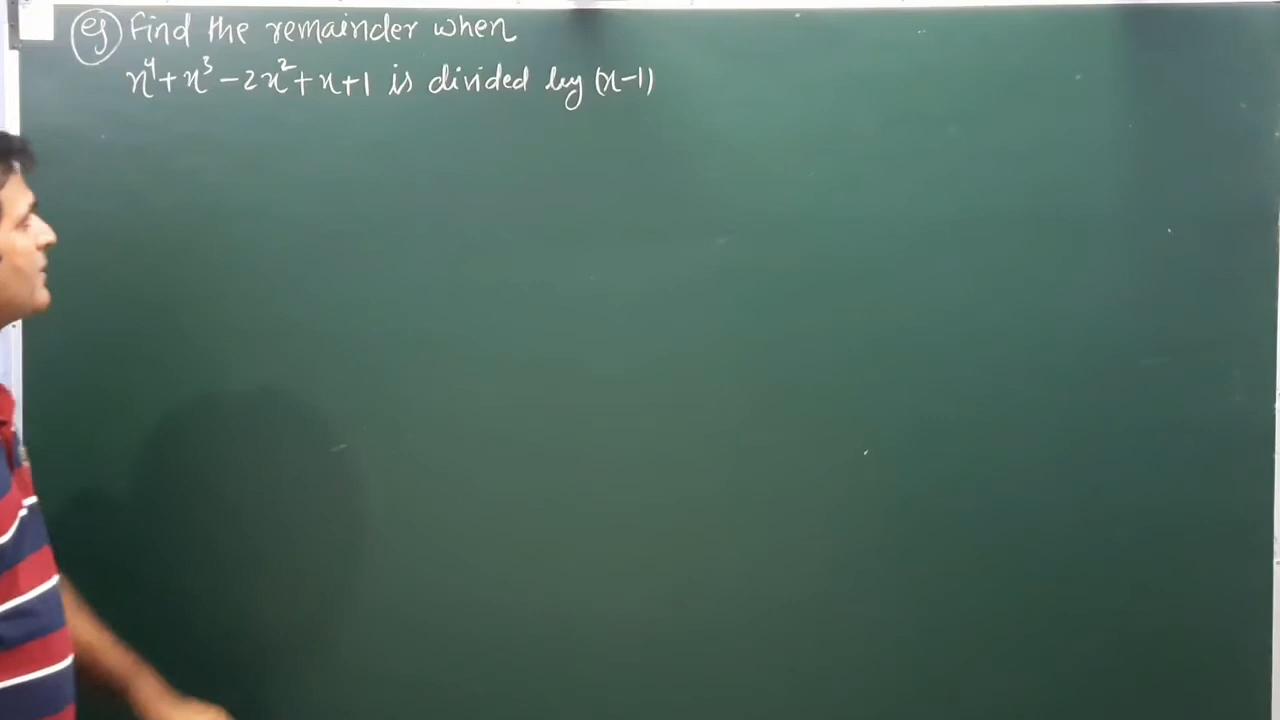 eg Find the remainder when
x⁴+x³-2x²+x+1 is divided by (x-1)